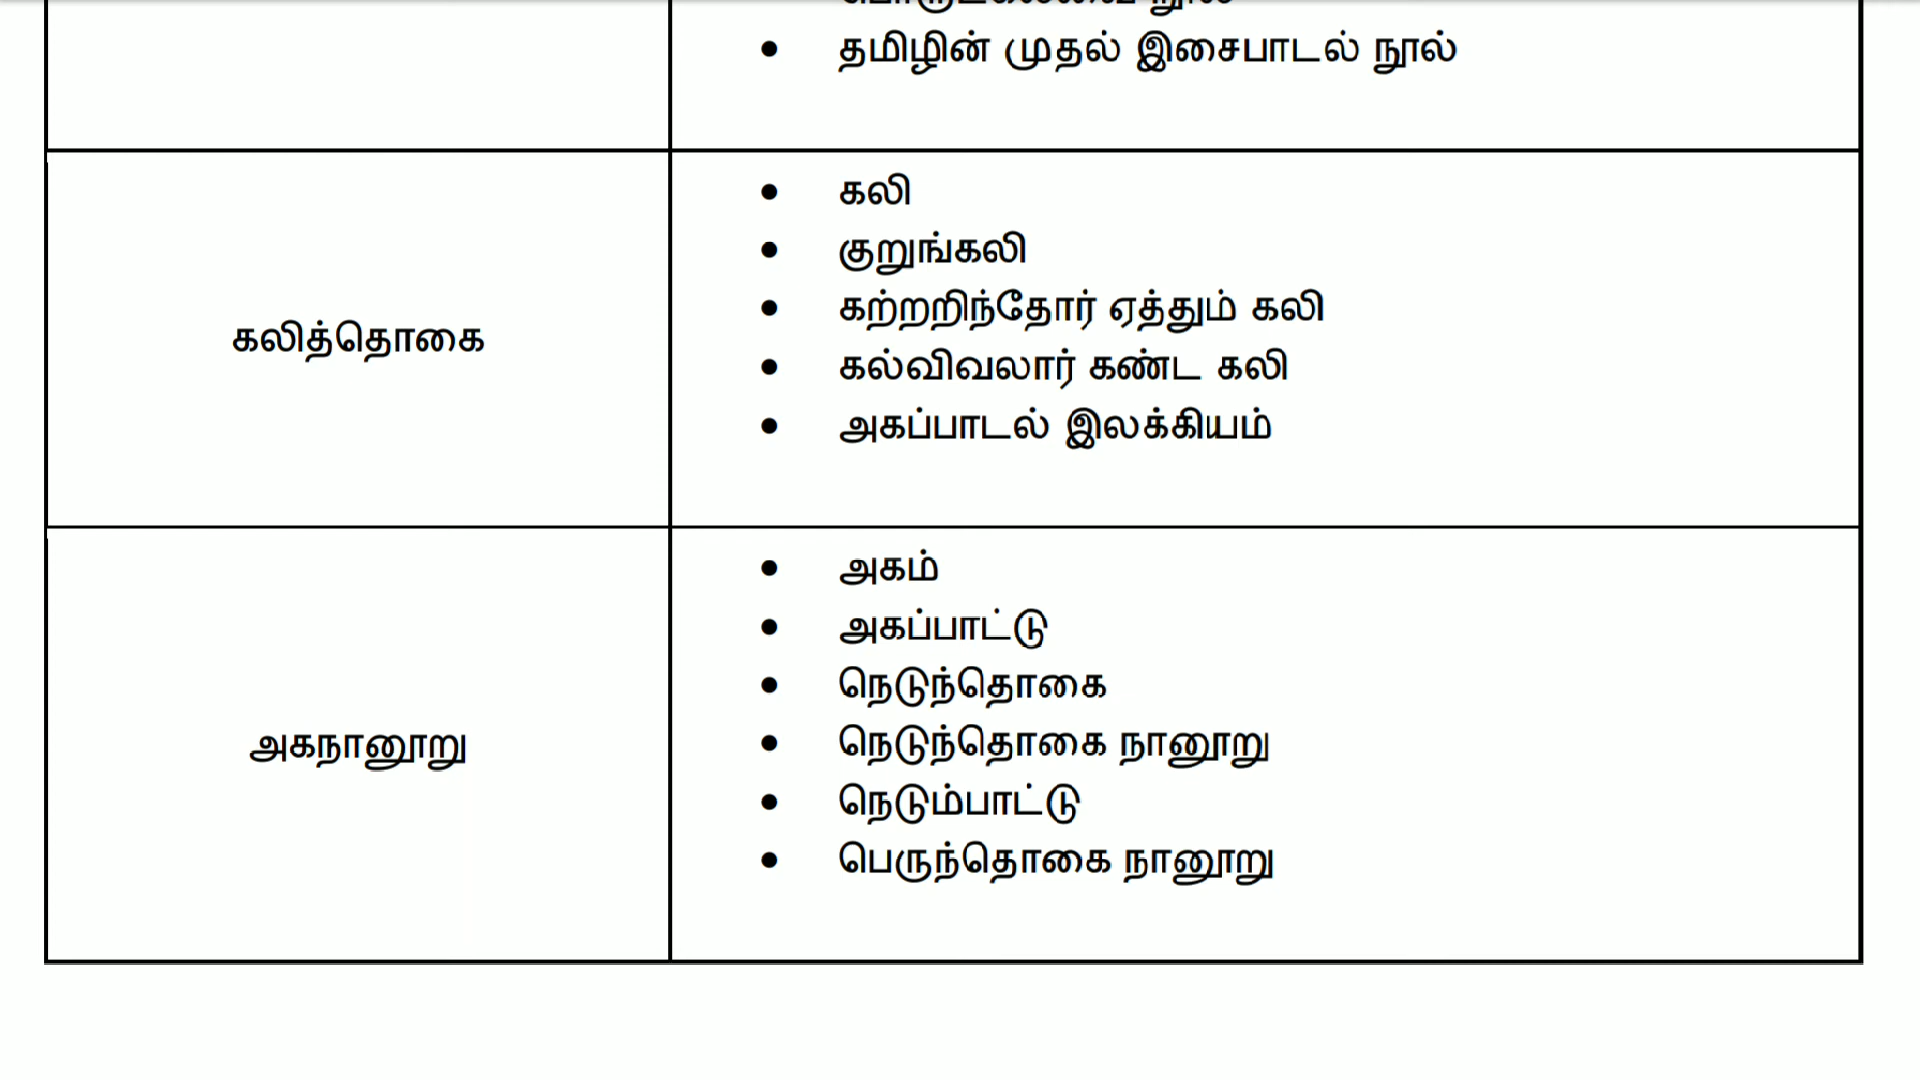 நூல்
தமிழின் முதல் இசைபாடல் நூல்
கலித்தொகை
கலி
குறுங்கலி
கற்றறிந்தோர் ஏத்தும் கலி
கல்விவலார் கண்ட கலி
அகப்பாடல் இலக்கியம்
அகநானூறு
அகம்
அகப்பாட்டு
நெடுந்தொகை
நெடுந்தொகை நானூறு
நெடும்பாட்டு
பெருந்தொகை நானூறு